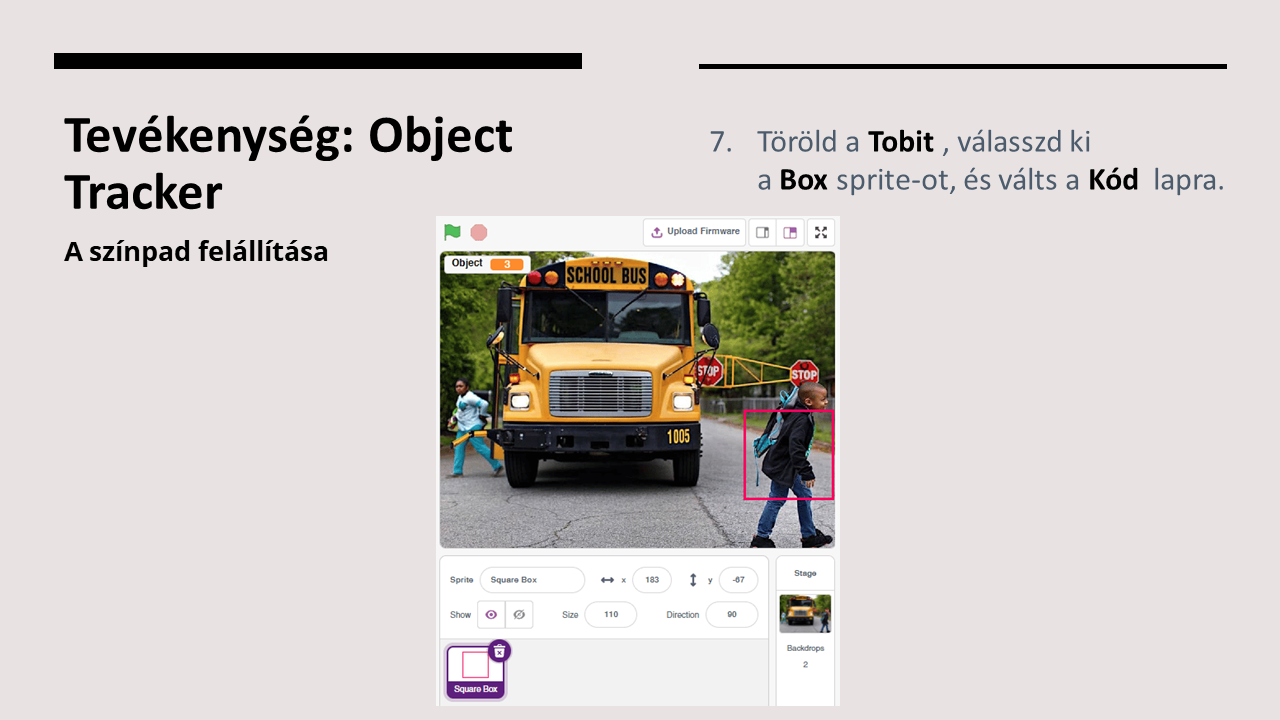 Tevékenység: Object
Tracker
A színpad felállítása
7. Töröld a Tobit , válasszd ki
a Box sprite-ot, és válts a Kód lapra.
Upload Firmware
Object 3
SCHOOL BUS
STOP
STOP
1005
Sprite Square Box x 183 y -67
Show Size 110 Direction 90
Square Box
Stage
Backdrops
2